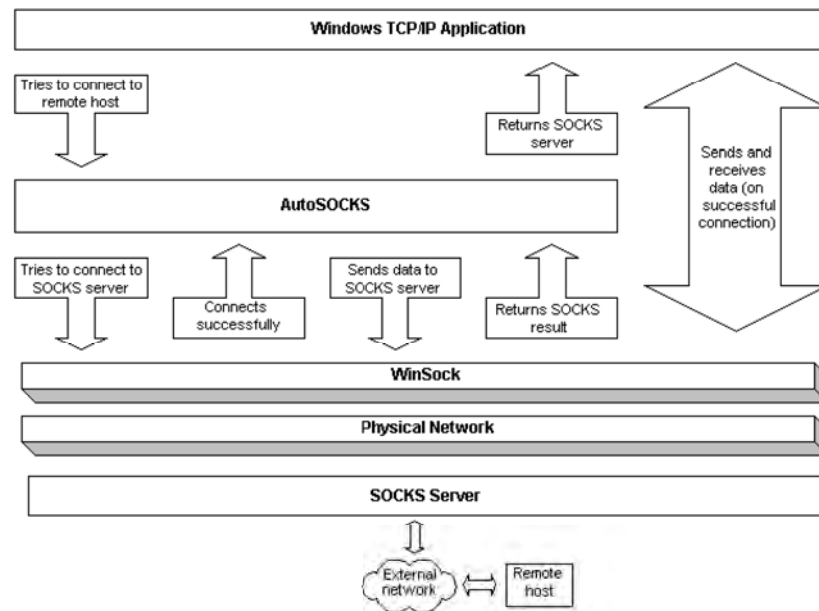 Windows TCP/IP Application
Tries to connect to
remote host
Returns SOCKS
server
Sends and
receives
data (on
successful
connection)
AutoSOCKS
Tries to connect to
SOCKS server
Connects
successfully
Sends data to
SOCKS server
Returns SOCKS
result
WinSock
Physical Network
SOCKS Server
External
network
Remote
host